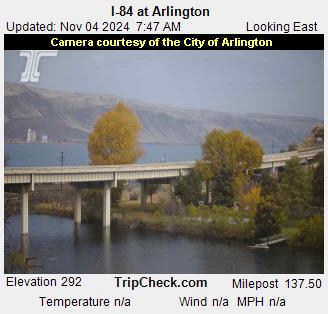 I-84 at Arlington
Updated: Nov 04 2024 7:47 AM Looking East
Camera courtesy of the City of Arlington
Elevation 292 TripCheck.com Milepost 137.50
Temperature n/a Wind n/a MPH n/a